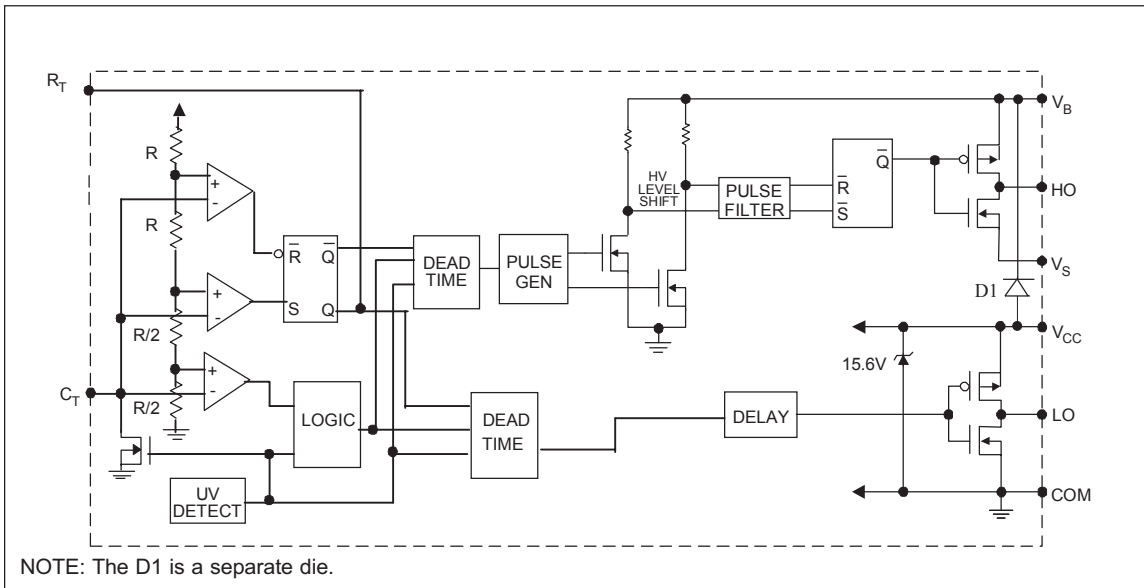 R_T
V_B
R
+
-
HV
LEVEL
SHIFT
PULSE
FILTER
R̅
S̅
Q̅
HO
R
R̅
Q̅
S
Q
DEAD
TIME
PULSE
GEN
V_S
D1
+
-
R/2
V_CC
15.6V
+
-
C_T
R/2
LOGIC
DEAD
TIME
DELAY
LO
UV
DETECT
COM
NOTE: The D1 is a separate die.